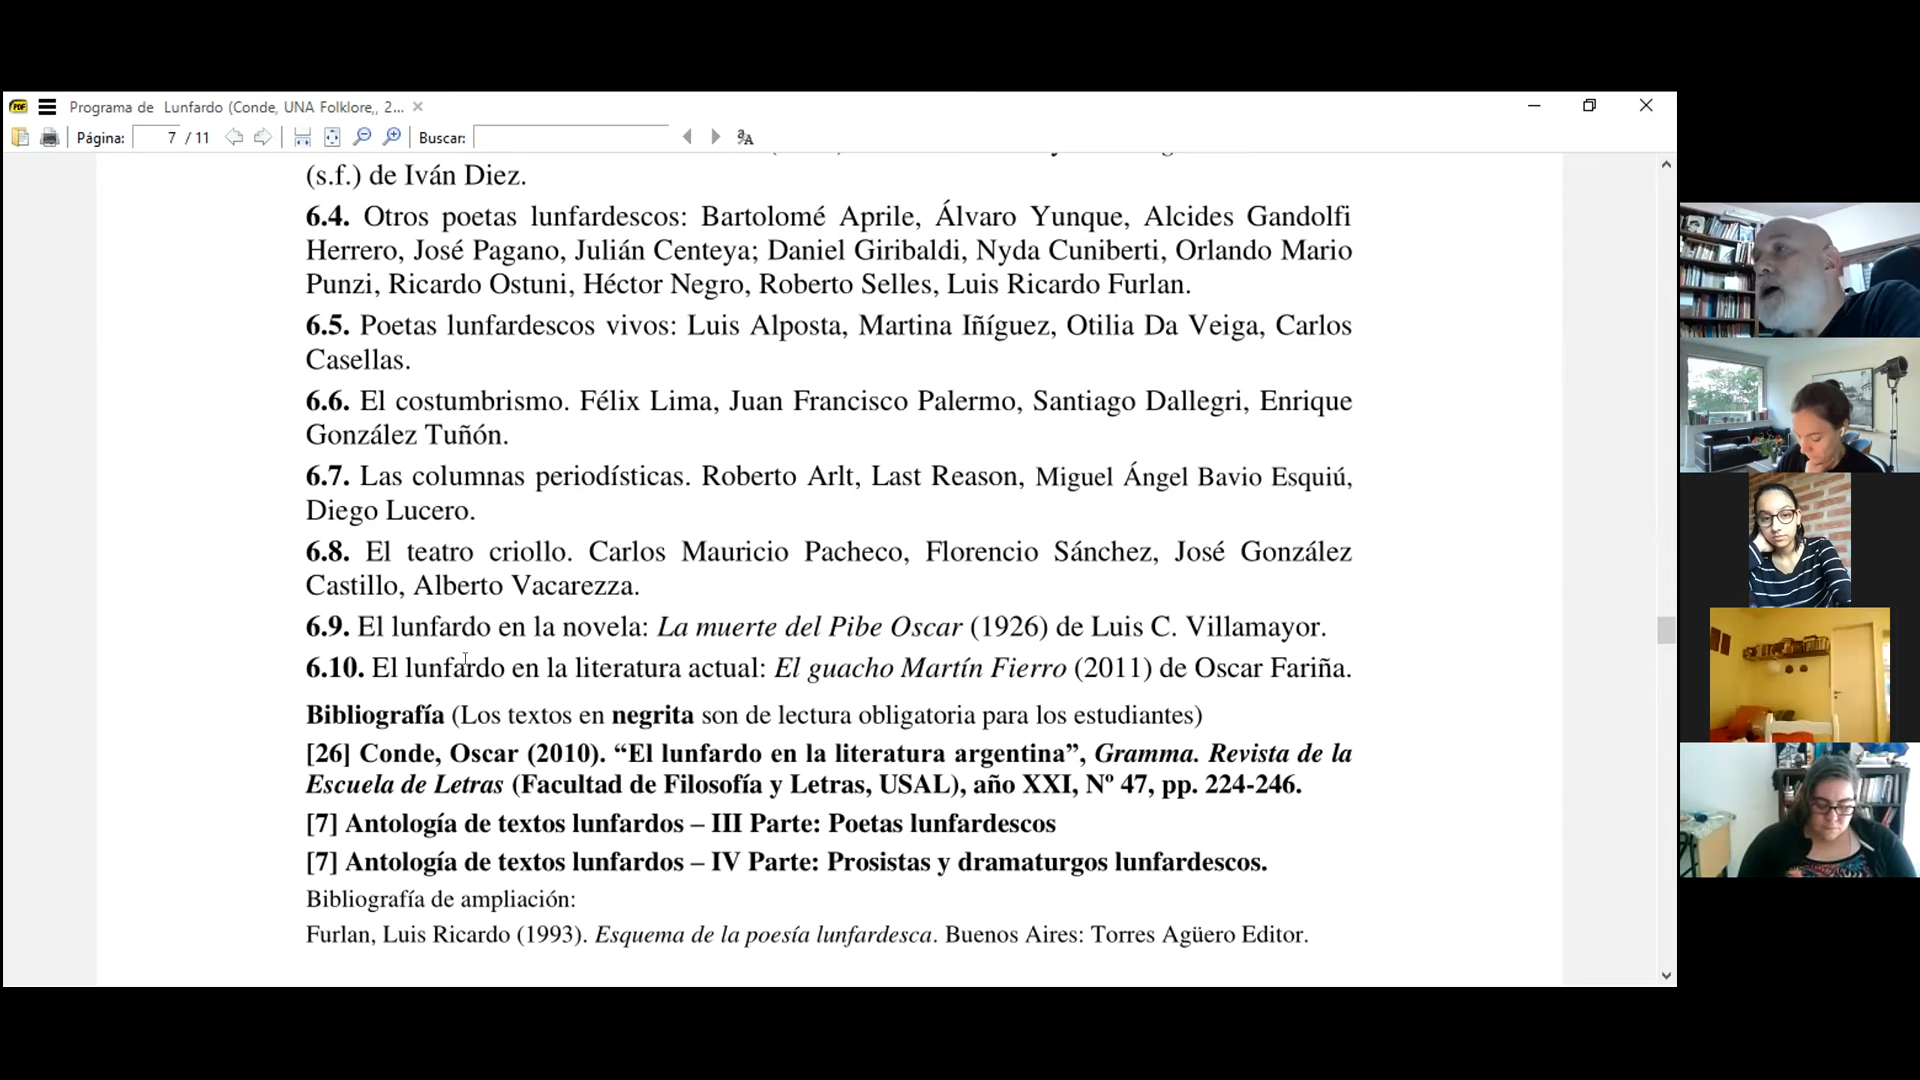 Programa de Lunfardo (Conde, UNA Folklore,, 2...
Página: 7 / 11 Buscar:
(s.f.) de Iván Diez.
6.4. Otros poetas lunfardescos: Bartolomé Aprile, Álvaro Yunque, Alcides Gandolfi
Herrero, José Pagano, Julián Centeya; Daniel Giribaldi, Nyda Cuniberti, Orlando Mario
Punzi, Ricardo Ostuni, Héctor Negro, Roberto Selles, Luis Ricardo Furlan.
6.5. Poetas lunfardescos vivos: Luis Alposta, Martina Iñíguez, Otilia Da Veiga, Carlos
Casellas.
6.6. El costumbrismo. Félix Lima, Juan Francisco Palermo, Santiago Dallegri, Enrique
González Tuñón.
6.7. Las columnas periodísticas. Roberto Arlt, Last Reason, Miguel Ángel Bavio Esquiú,
Diego Lucero.
6.8. El teatro criollo. Carlos Mauricio Pacheco, Florencio Sánchez, José González
Castillo, Alberto Vacarezza.
6.9. El lunfardo en la novela: La muerte del Pibe Oscar (1926) de Luis C. Villamayor.
6.10. El lunfardo en la literatura actual: El guacho Martín Fierro (2011) de Oscar Fariña.
Bibliografía (Los textos en negrita son de lectura obligatoria para los estudiantes)
[26] Conde, Oscar (2010). “El lunfardo en la literatura argentina”, Gramma. Revista de la
Escuela de Letras (Facultad de Filosofía y Letras, USAL), año XXI, Nº 47, pp. 224-246.
[7] Antología de textos lunfardos – III Parte: Poetas lunfardescos
[7] Antología de textos lunfardos – IV Parte: Prosistas y dramaturgos lunfardescos.
Bibliografía de ampliación:
Furlan, Luis Ricardo (1993). Esquema de la poesía lunfardesca. Buenos Aires: Torres Agüero Editor.